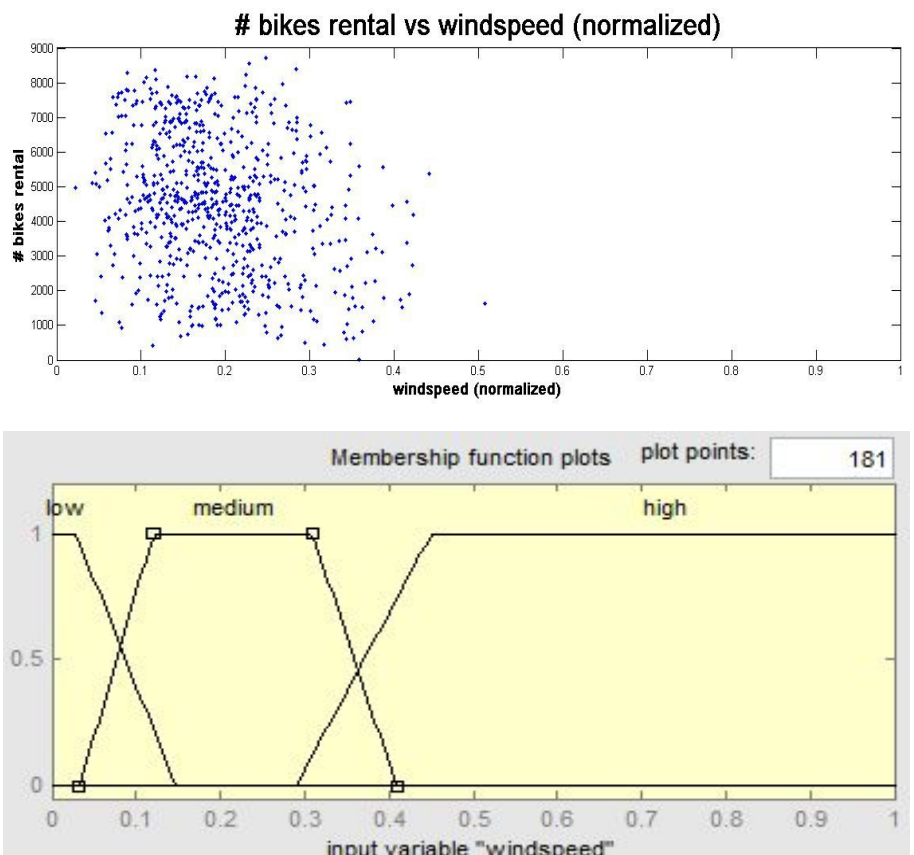 # bikes rental vs windspeed (normalized)
9000
8000
7000
6000
5000
4000
3000
2000
1000
0
# bikes rental
0 0.1 0.2 0.3 0.4 0.5 0.6 0.7 0.8 0.9 1
windspeed (normalized)
Membership function plots plot points: 181
low medium high
1
0.5
0
0 0.1 0.2 0.3 0.4 0.5 0.6 0.7 0.8 0.9 1
input variable "windspeed"